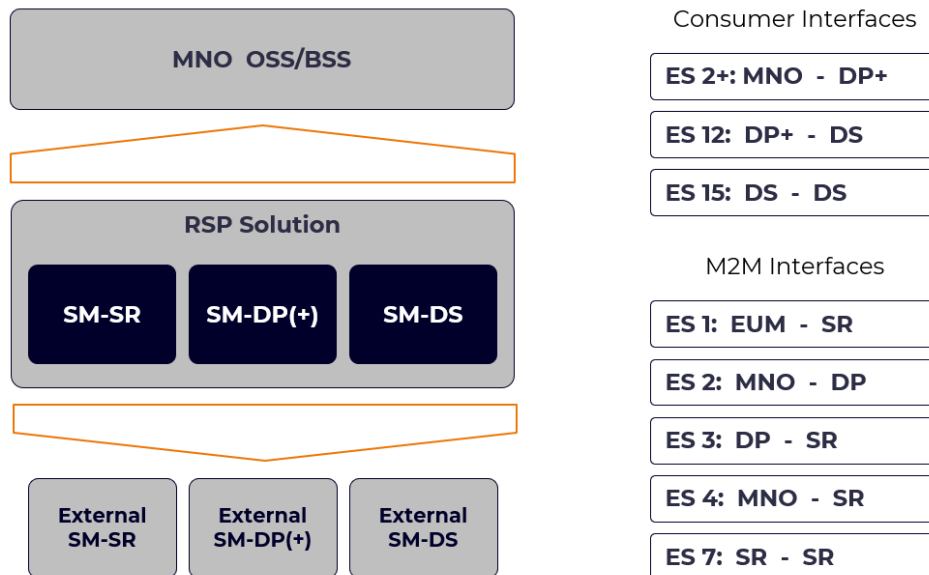 MNO OSS/BSS
RSP Solution
SM-SR
SM-DP(+)
SM-DS
External
SM-SR
External
SM-DP(+)
External
SM-DS
Consumer Interfaces
ES 2+: MNO - DP+
ES 12: DP+ - DS
ES 15: DS - DS
M2M Interfaces
ES 1: EUM - SR
ES 2: MNO - DP
ES 3: DP - SR
ES 4: MNO - SR
ES 7: SR - SR